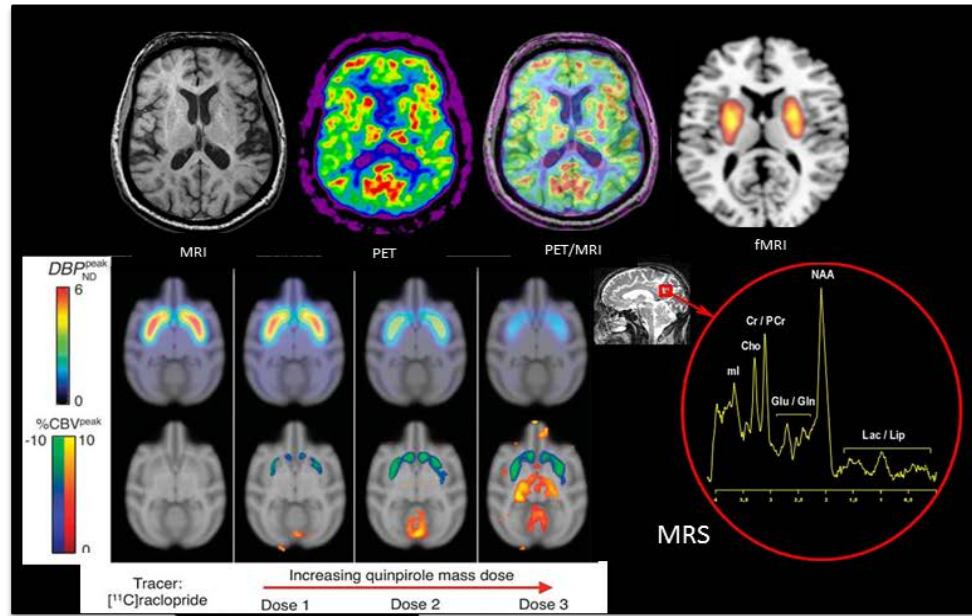 MRI
PET
PET/MRI
fMRI
DBP peak ND
6
0
%CBV peak
-10 10
0
NAA
Cr / PCr
Cho
mI
Glu / Gln
Lac / Lip
MRS
Tracer:
[¹¹C]raclopride
Increasing quinpirole mass dose
Dose 1 Dose 2 Dose 3